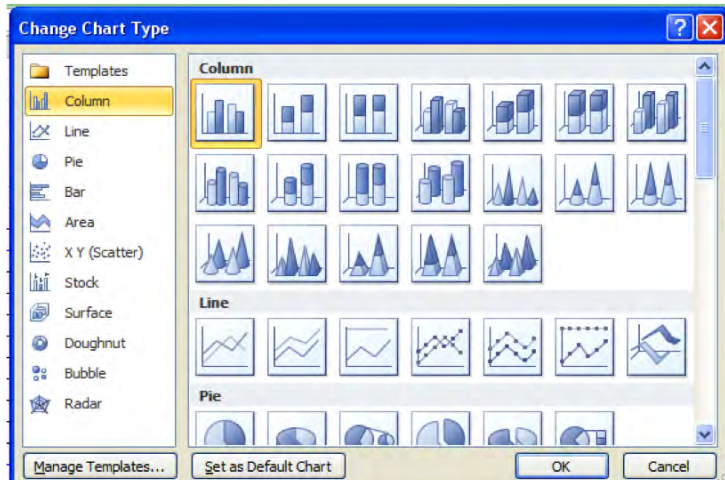 Change Chart Type
Templates
Column
Line
Pie
Bar
Area
X Y (Scatter)
Stock
Surface
Doughnut
Bubble
Radar
Column
Line
Pie
Manage Templates...
Set as Default Chart
OK
Cancel